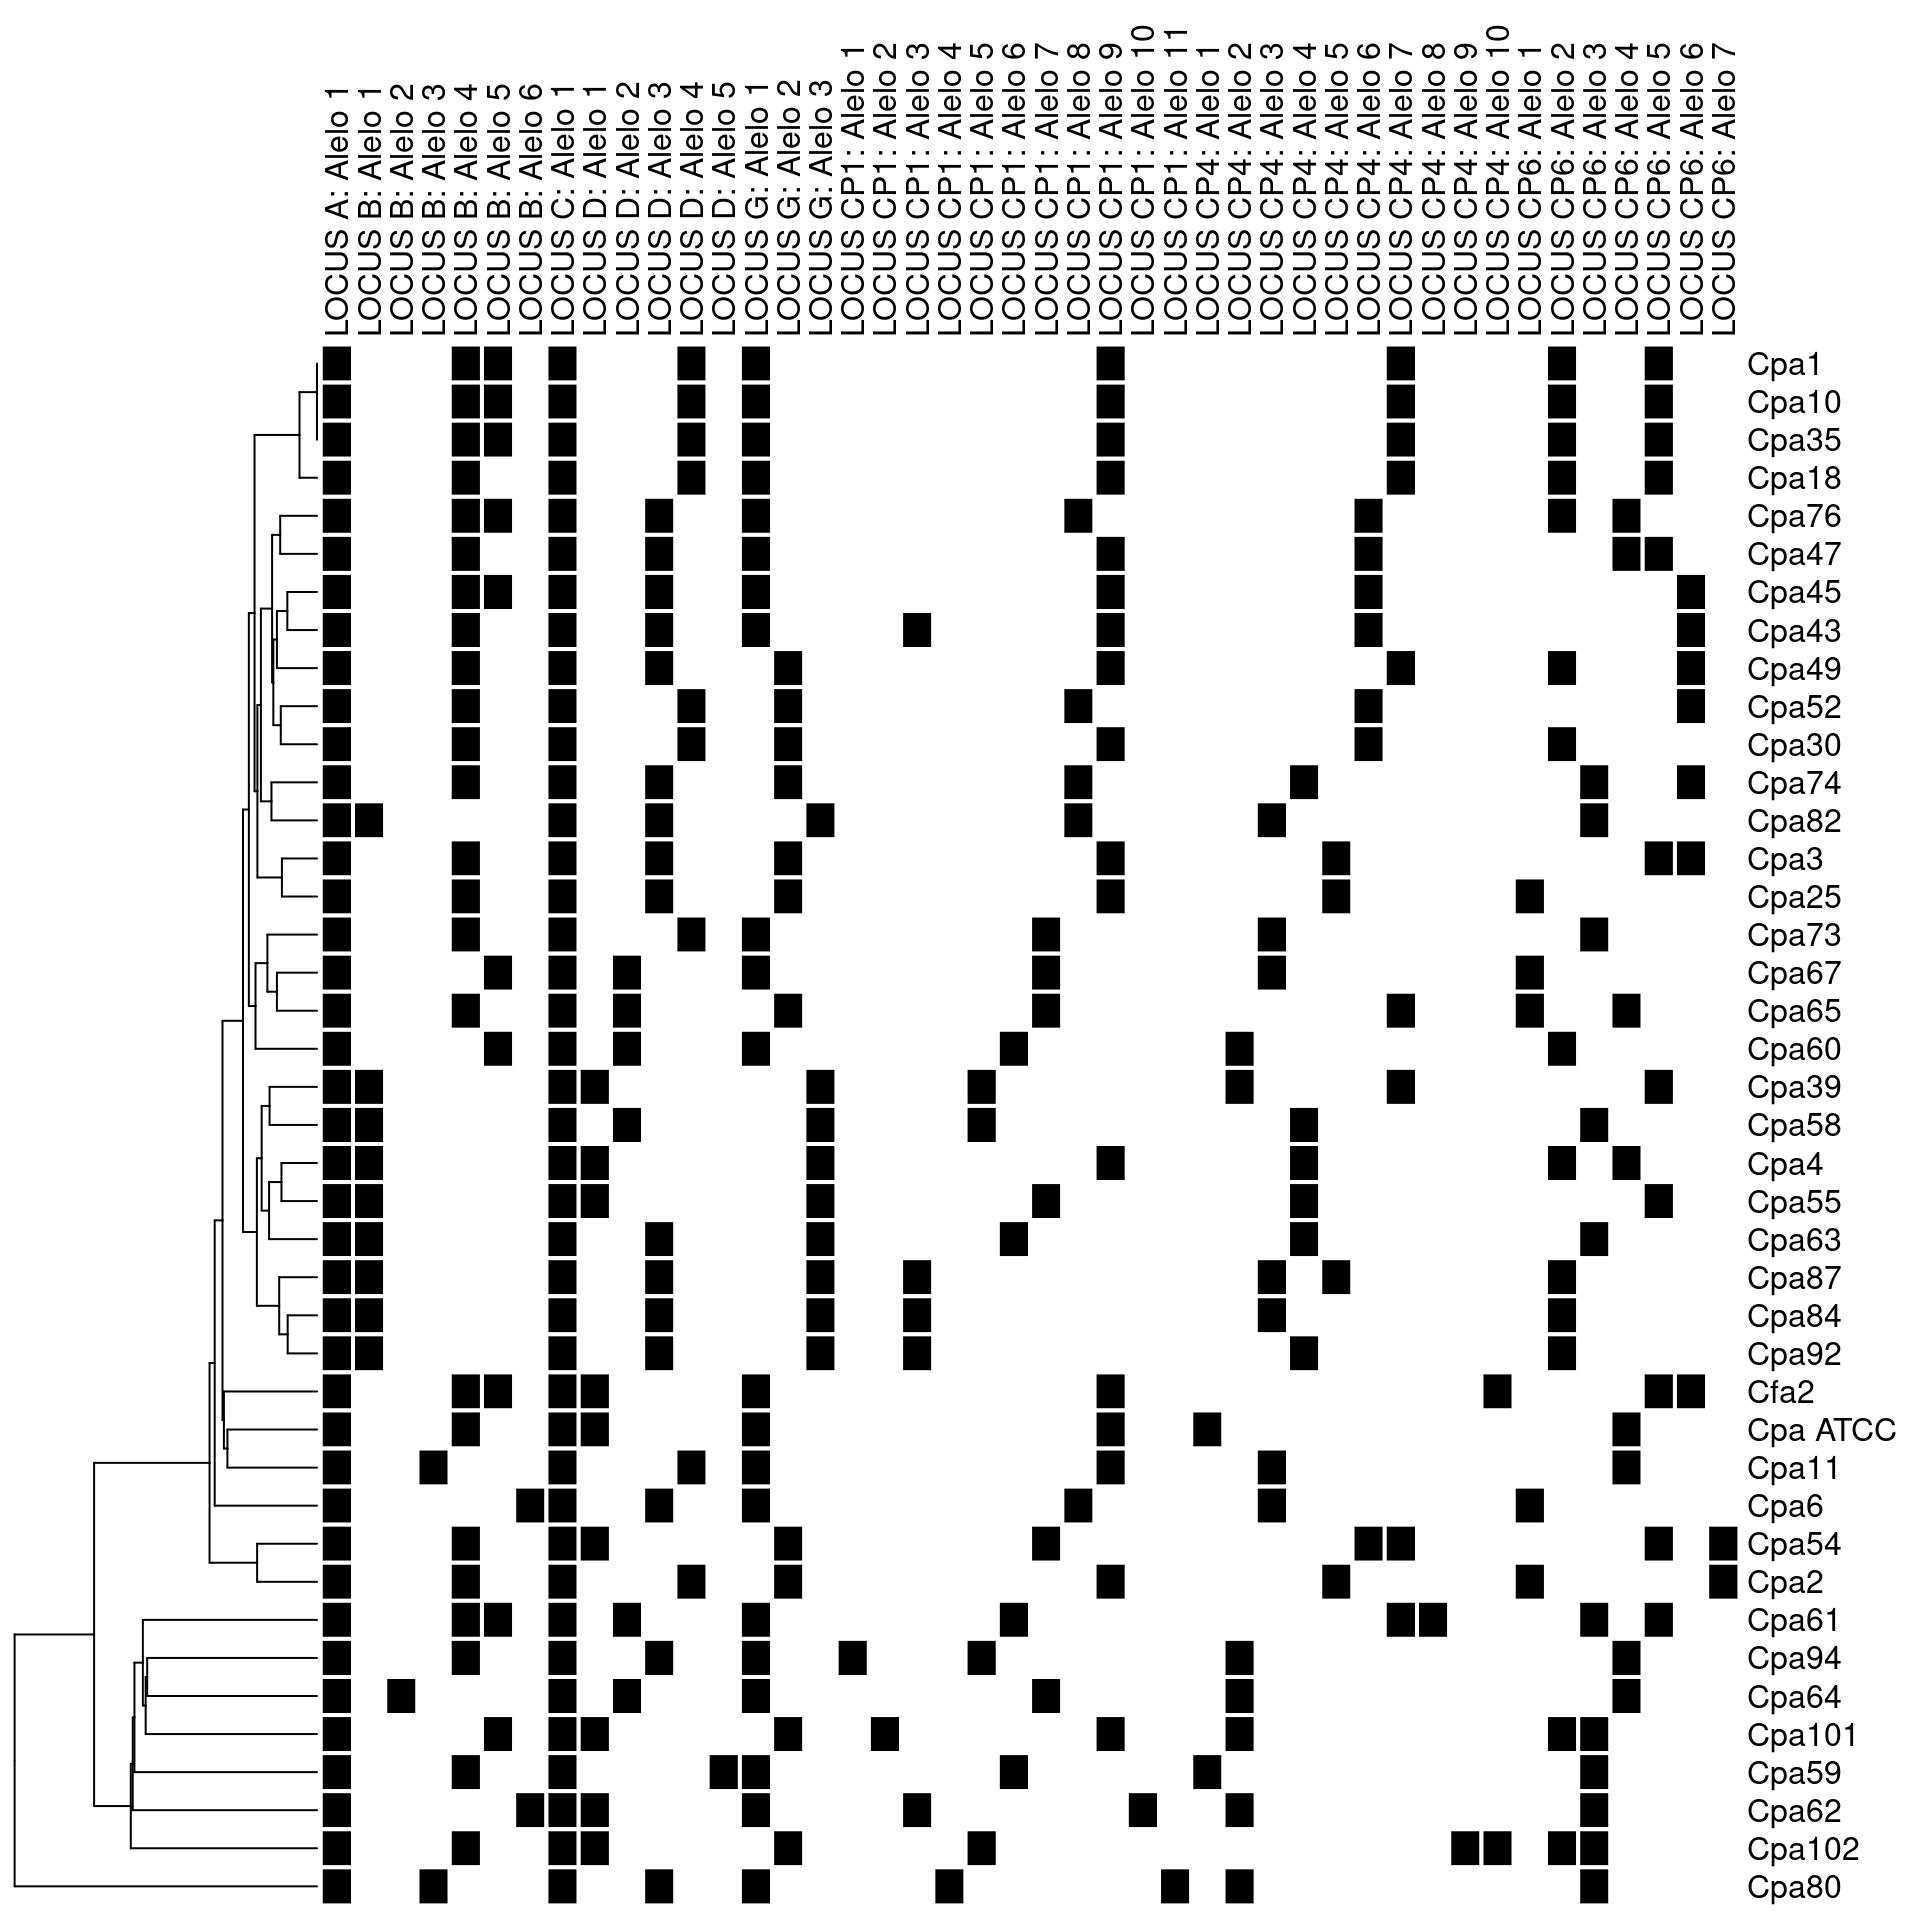 LOCUS A: Alelo 1
LOCUS B: Alelo 1
LOCUS B: Alelo 2
LOCUS B: Alelo 3
LOCUS B: Alelo 4
LOCUS B: Alelo 5
LOCUS B: Alelo 6
LOCUS C: Alelo 1
LOCUS D: Alelo 1
LOCUS D: Alelo 2
LOCUS D: Alelo 3
LOCUS D: Alelo 4
LOCUS D: Alelo 5
LOCUS G: Alelo 1
LOCUS G: Alelo 2
LOCUS G: Alelo 3
LOCUS CP1: Alelo 1
LOCUS CP1: Alelo 2
LOCUS CP1: Alelo 3
LOCUS CP1: Alelo 4
LOCUS CP1: Alelo 5
LOCUS CP1: Alelo 6
LOCUS CP1: Alelo 7
LOCUS CP1: Alelo 8
LOCUS CP1: Alelo 9
LOCUS CP1: Alelo 10
LOCUS CP1: Alelo 11
LOCUS CP4: Alelo 1
LOCUS CP4: Alelo 2
LOCUS CP4: Alelo 3
LOCUS CP4: Alelo 4
LOCUS CP4: Alelo 5
LOCUS CP4: Alelo 6
LOCUS CP4: Alelo 7
LOCUS CP4: Alelo 8
LOCUS CP4: Alelo 9
LOCUS CP4: Alelo 10
LOCUS CP6: Alelo 1
LOCUS CP6: Alelo 2
LOCUS CP6: Alelo 3
LOCUS CP6: Alelo 4
LOCUS CP6: Alelo 5
LOCUS CP6: Alelo 6
LOCUS CP6: Alelo 7
Cpa1
Cpa10
Cpa35
Cpa18
Cpa76
Cpa47
Cpa45
Cpa43
Cpa49
Cpa52
Cpa30
Cpa74
Cpa82
Cpa3
Cpa25
Cpa73
Cpa67
Cpa65
Cpa60
Cpa39
Cpa58
Cpa4
Cpa55
Cpa63
Cpa87
Cpa84
Cpa92
Cfa2
Cpa ATCC
Cpa11
Cpa6
Cpa54
Cpa2
Cpa61
Cpa94
Cpa64
Cpa101
Cpa59
Cpa62
Cpa102
Cpa80